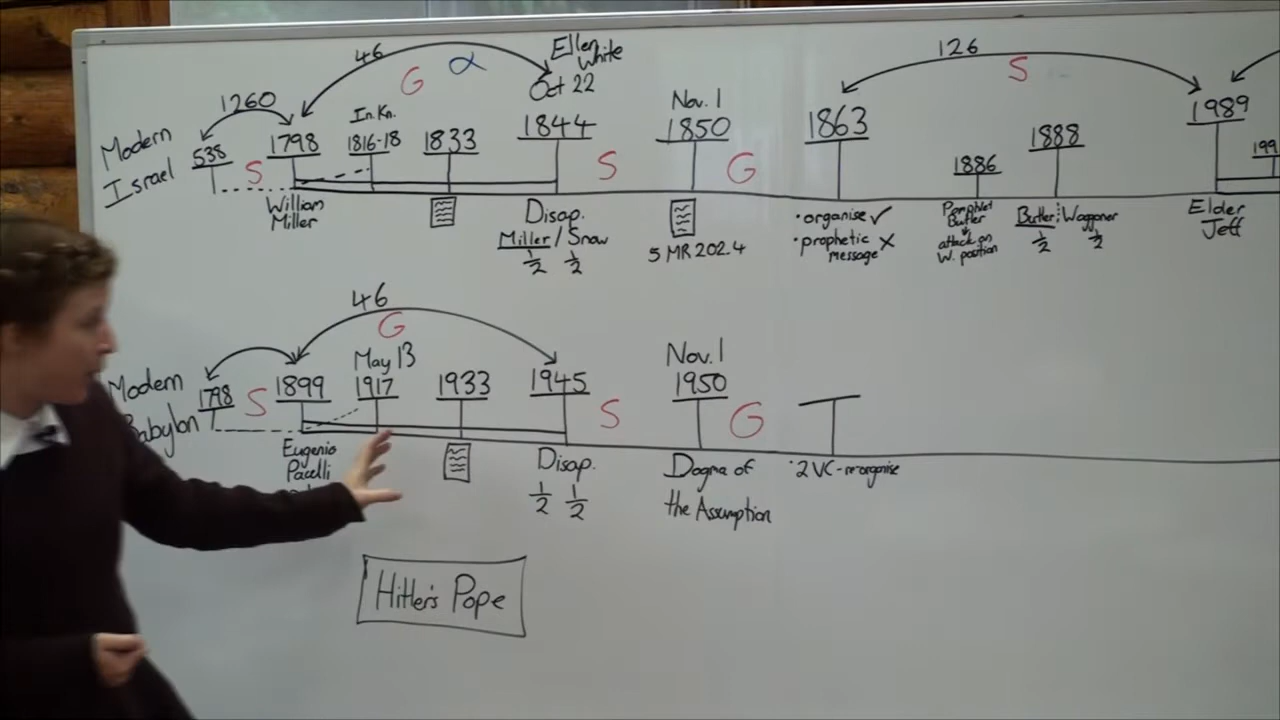 46
Ellen
White
126
G
α
Oct 22
S
1260
In.Kn.
Nov. 1
1989
Modern
Israel
538
S
1798
1816-18
1833
1844
S
1850
G
1863
1886
1888
199
William
Miller
Disap.
Miller / Snow
1/2 1/2
5 MR 202.4
· organise ✓
· prophetic
message ✗
Pamphlet
Butler
attack on
W. position
Butler Waggoner
1/2 1/2
Elder
Jeff
46
G
May 13
Nov. 1
Modern
Babylon
1798
S
1899
1917
1933
1945
S
1950
G
Eugenio
Pacelli
Disap.
1/2 1/2
Dogma of
the Assumption
· 2VC - re-organise
Hitler's Pope